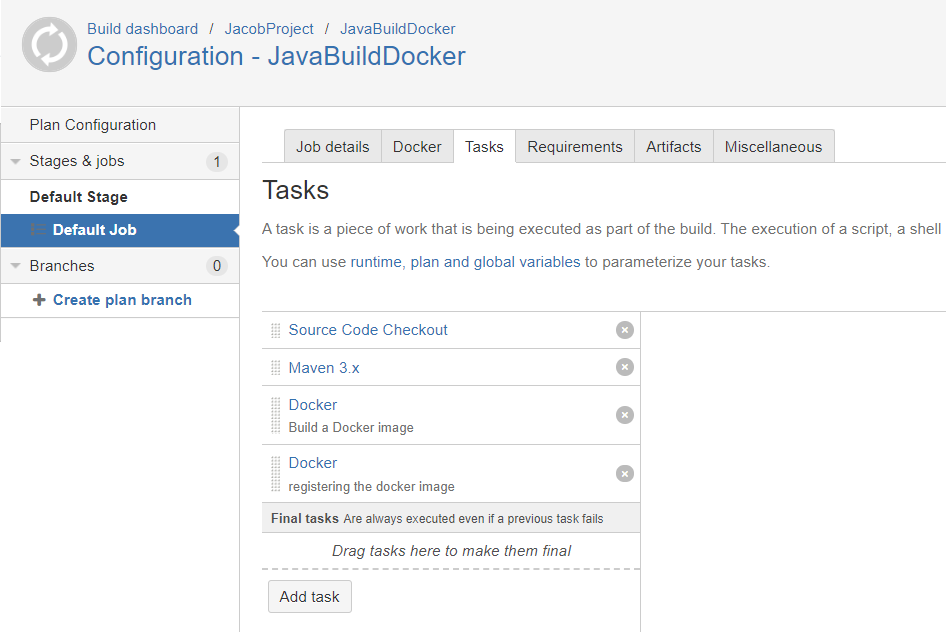 Build dashboard / JacobProject / JavaBuildDocker
Configuration - JavaBuildDocker
Plan Configuration
Stages & jobs 1
Default Stage
Default Job
Branches 0
Create plan branch
Job details Docker Tasks Requirements Artifacts Miscellaneous
Tasks
A task is a piece of work that is being executed as part of the build. The execution of a script, a shell
You can use runtime, plan and global variables to parameterize your tasks.
Source Code Checkout
Maven 3.x
Docker
Build a Docker image
Docker
registering the docker image
Final tasks Are always executed even if a previous task fails
Drag tasks here to make them final
Add task